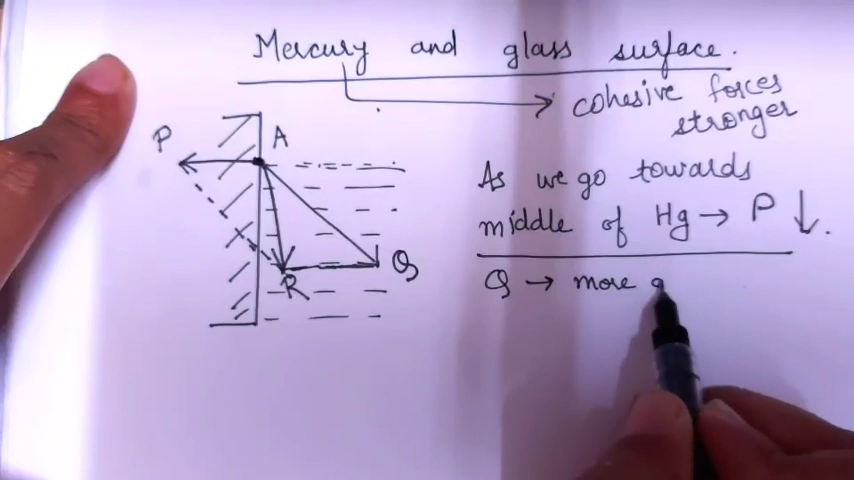 Mercury and glass surface.
cohesive forces
stronger
P
A
As we go towards
middle of Hg → P ↓.
Q
R
Q → more